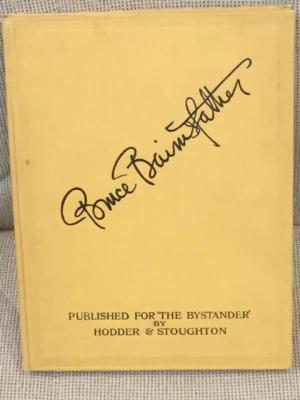 Bruce Bairnsfather
PUBLISHED FOR 'THE BYSTANDER'
BY
HODDER & STOUGHTON